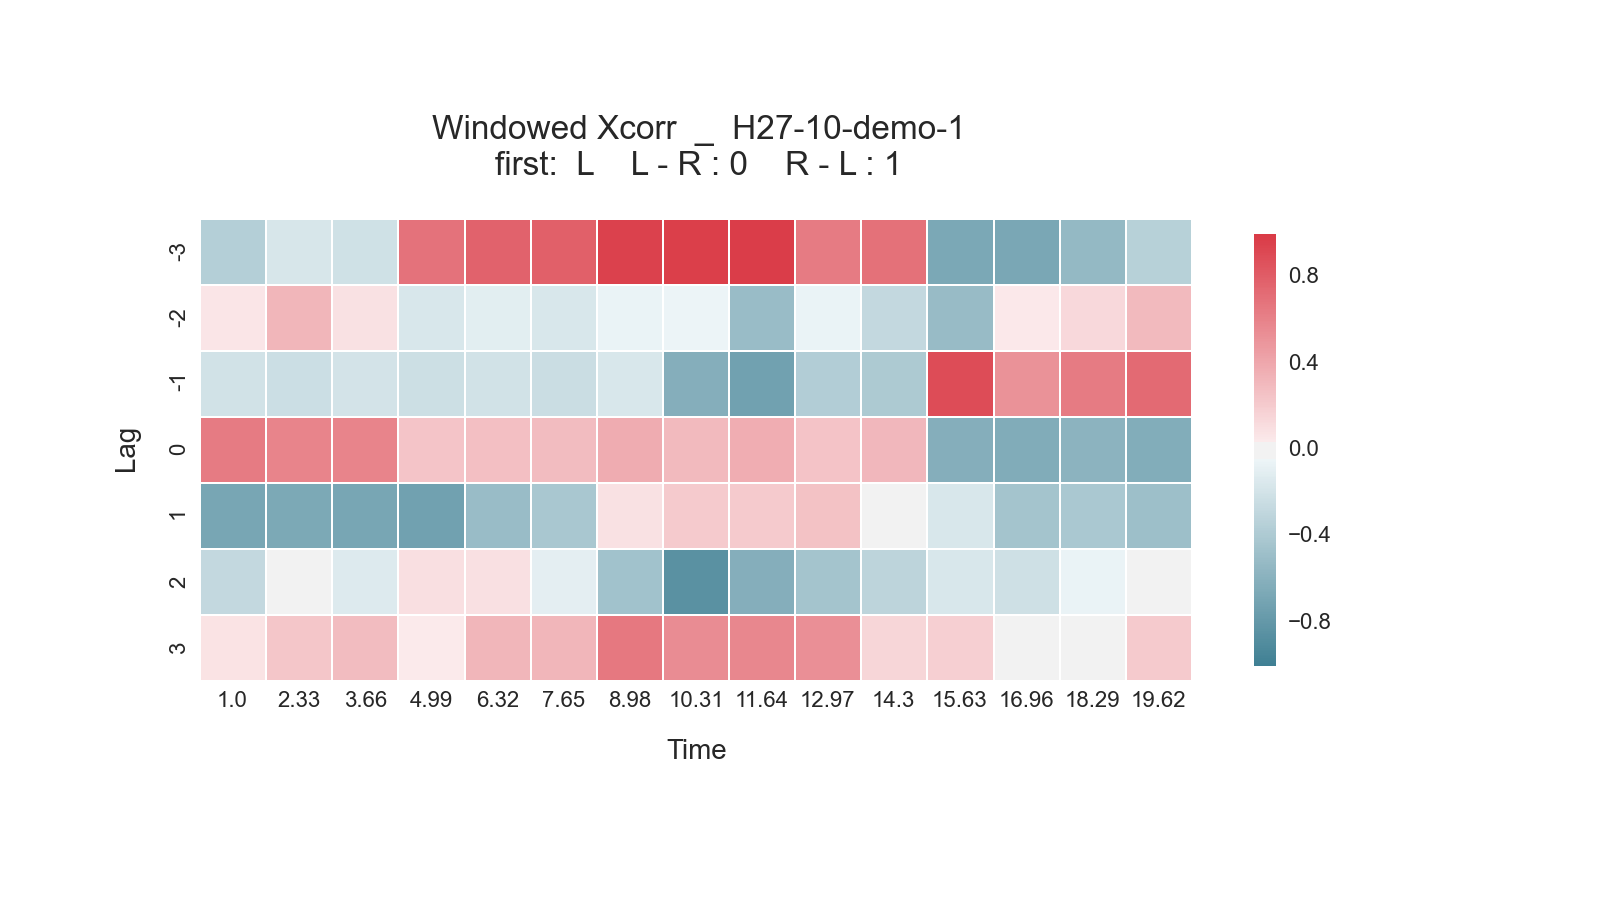 Windowed Xcorr _ H27-10-demo-1
first: L L - R : 0 R - L : 1
Lag
-3
-2
-1
0
1
2
3
1.0 2.33 3.66 4.99 6.32 7.65 8.98 10.31 11.64 12.97 14.3 15.63 16.96 18.29 19.62
Time
0.8
0.4
0.0
−0.4
−0.8